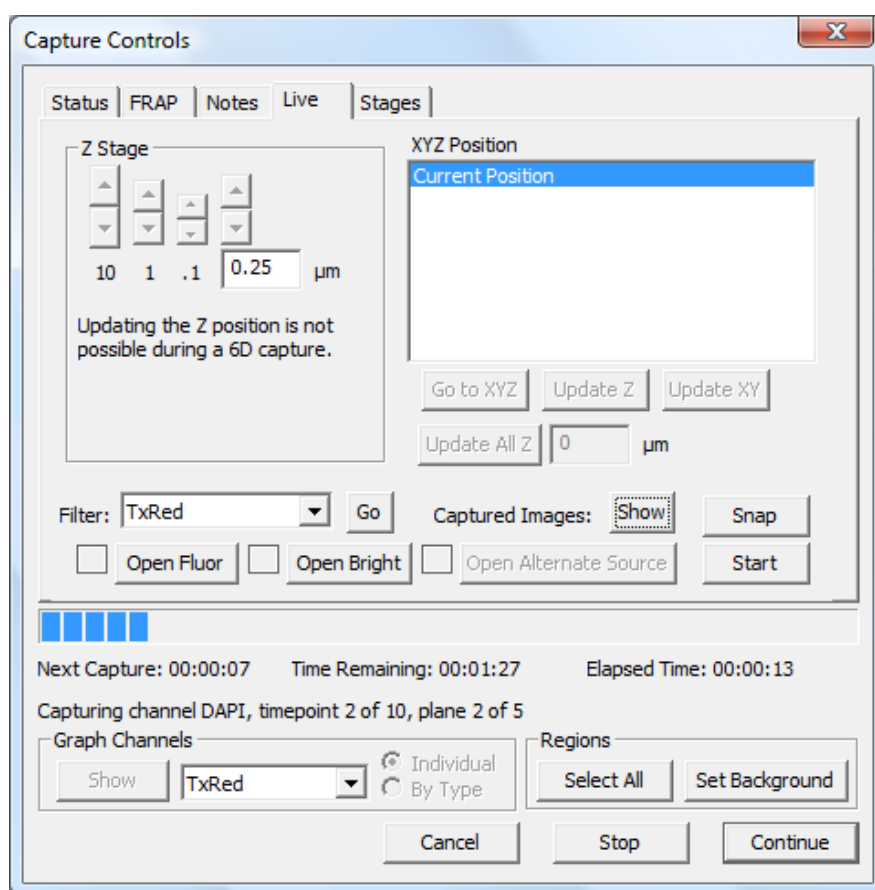 Capture Controls
Status FRAP Notes Live Stages
Z Stage
10 1 .1 0.25 µm
Updating the Z position is not
possible during a 6D capture.
XYZ Position
Current Position
Go to XYZ Update Z Update XY
Update All Z 0 µm
Filter: TxRed Go Captured Images: Show Snap
Open Fluor Open Bright Open Alternate Source Start
Next Capture: 00:00:07 Time Remaining: 00:01:27 Elapsed Time: 00:00:13
Capturing channel DAPI, timepoint 2 of 10, plane 2 of 5
Graph Channels
Show TxRed Individual
By Type
Regions
Select All Set Background
Cancel Stop Continue